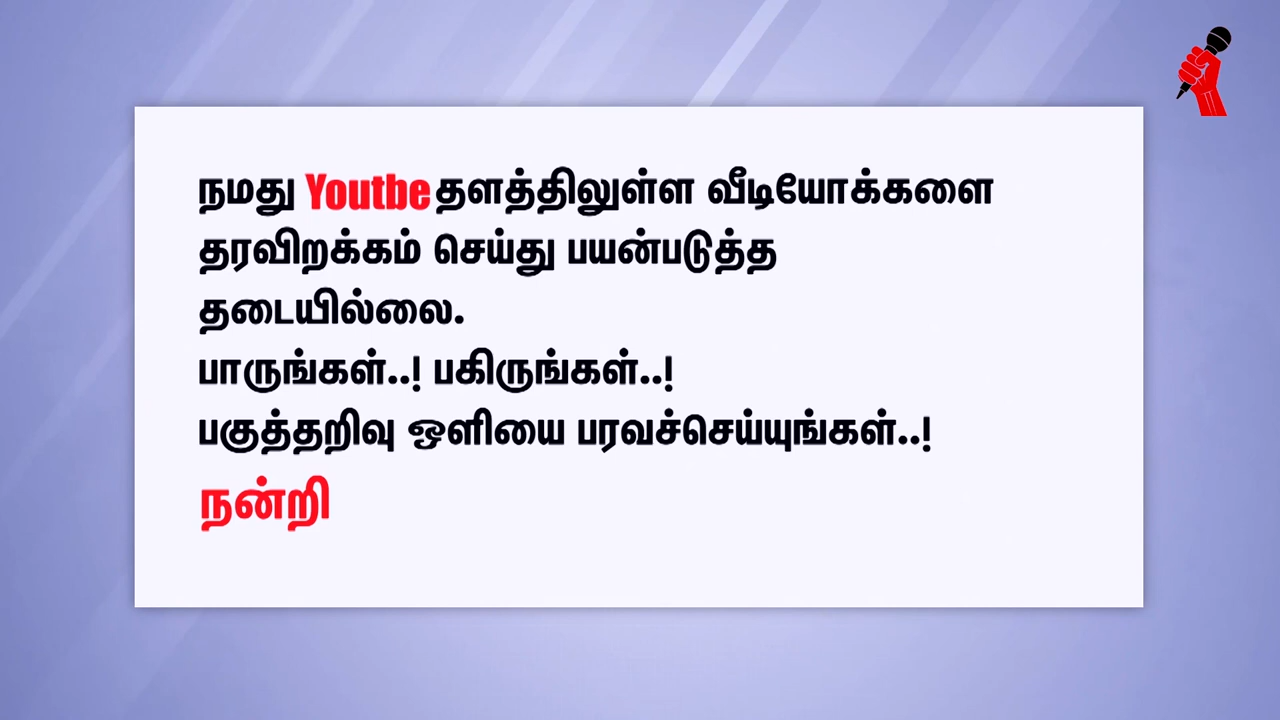 நமது Youtbe தளத்திலுள்ள வீடியோக்களை
தரவிறக்கம் செய்து பயன்படுத்த
தடையில்லை.
பாருங்கள்..! பகிருங்கள்..!
பகுத்தறிவு ஒளியை பரவச்செய்யுங்கள்..!
நன்றி